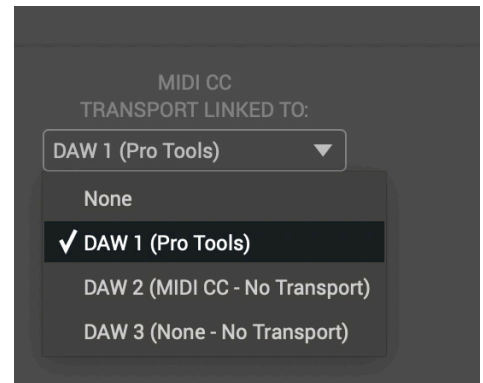 MIDI CC
TRANSPORT LINKED TO:
DAW 1 (Pro Tools)
None
DAW 1 (Pro Tools)
DAW 2 (MIDI CC - No Transport)
DAW 3 (None - No Transport)